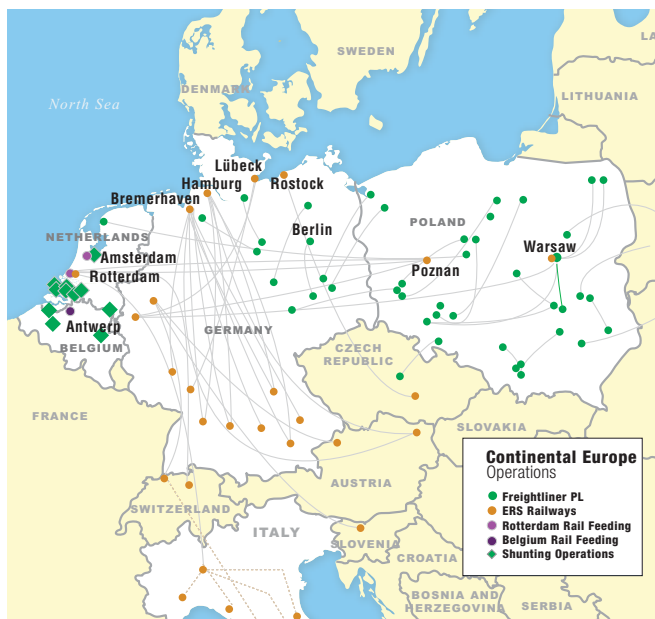 SWEDEN
LA
DENMARK
LITHUANIA
North Sea
Lübeck
Hamburg
Rostock
Bremerhaven
Berlin
POLAND
NETHERLANDS
Amsterdam
Warsaw
Rotterdam
Poznan
Antwerp
GERMANY
BELGIUM
CZECH
REPUBLIC
FRANCE
SLOVAKIA
AUSTRIA
SWITZERLAND
ITALY
SLOVENIA
CROATIA
BOSNIA AND
HERZEGOVINA
SERBIA
Continental Europe
Operations
Freightliner PL
ERS Railways
Rotterdam Rail Feeding
Belgium Rail Feeding
Shunting Operations